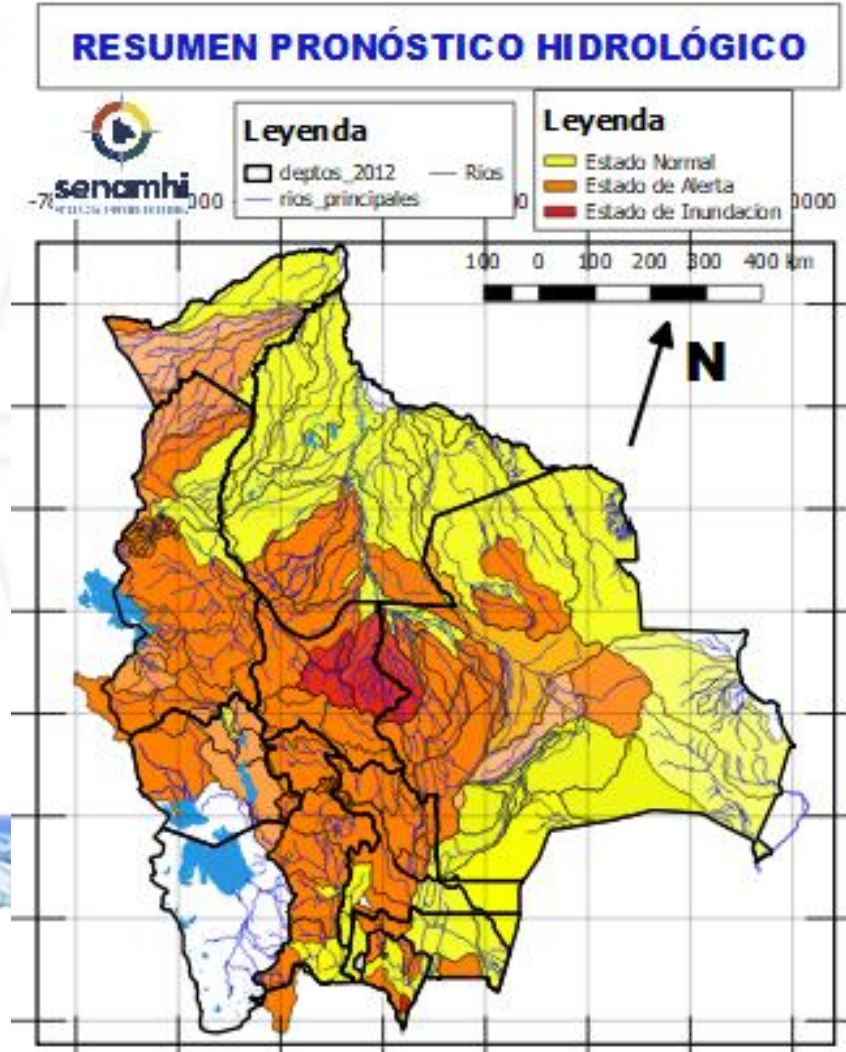 RESUMEN PRONÓSTICO HIDROLÓGICO
senamhi
Leyenda
deptos_2012
Rios
rios_principales
Leyenda
Estado Normal
Estado de Alerta
Estado de Inundacion
100 0 100 200 300 400 km
N